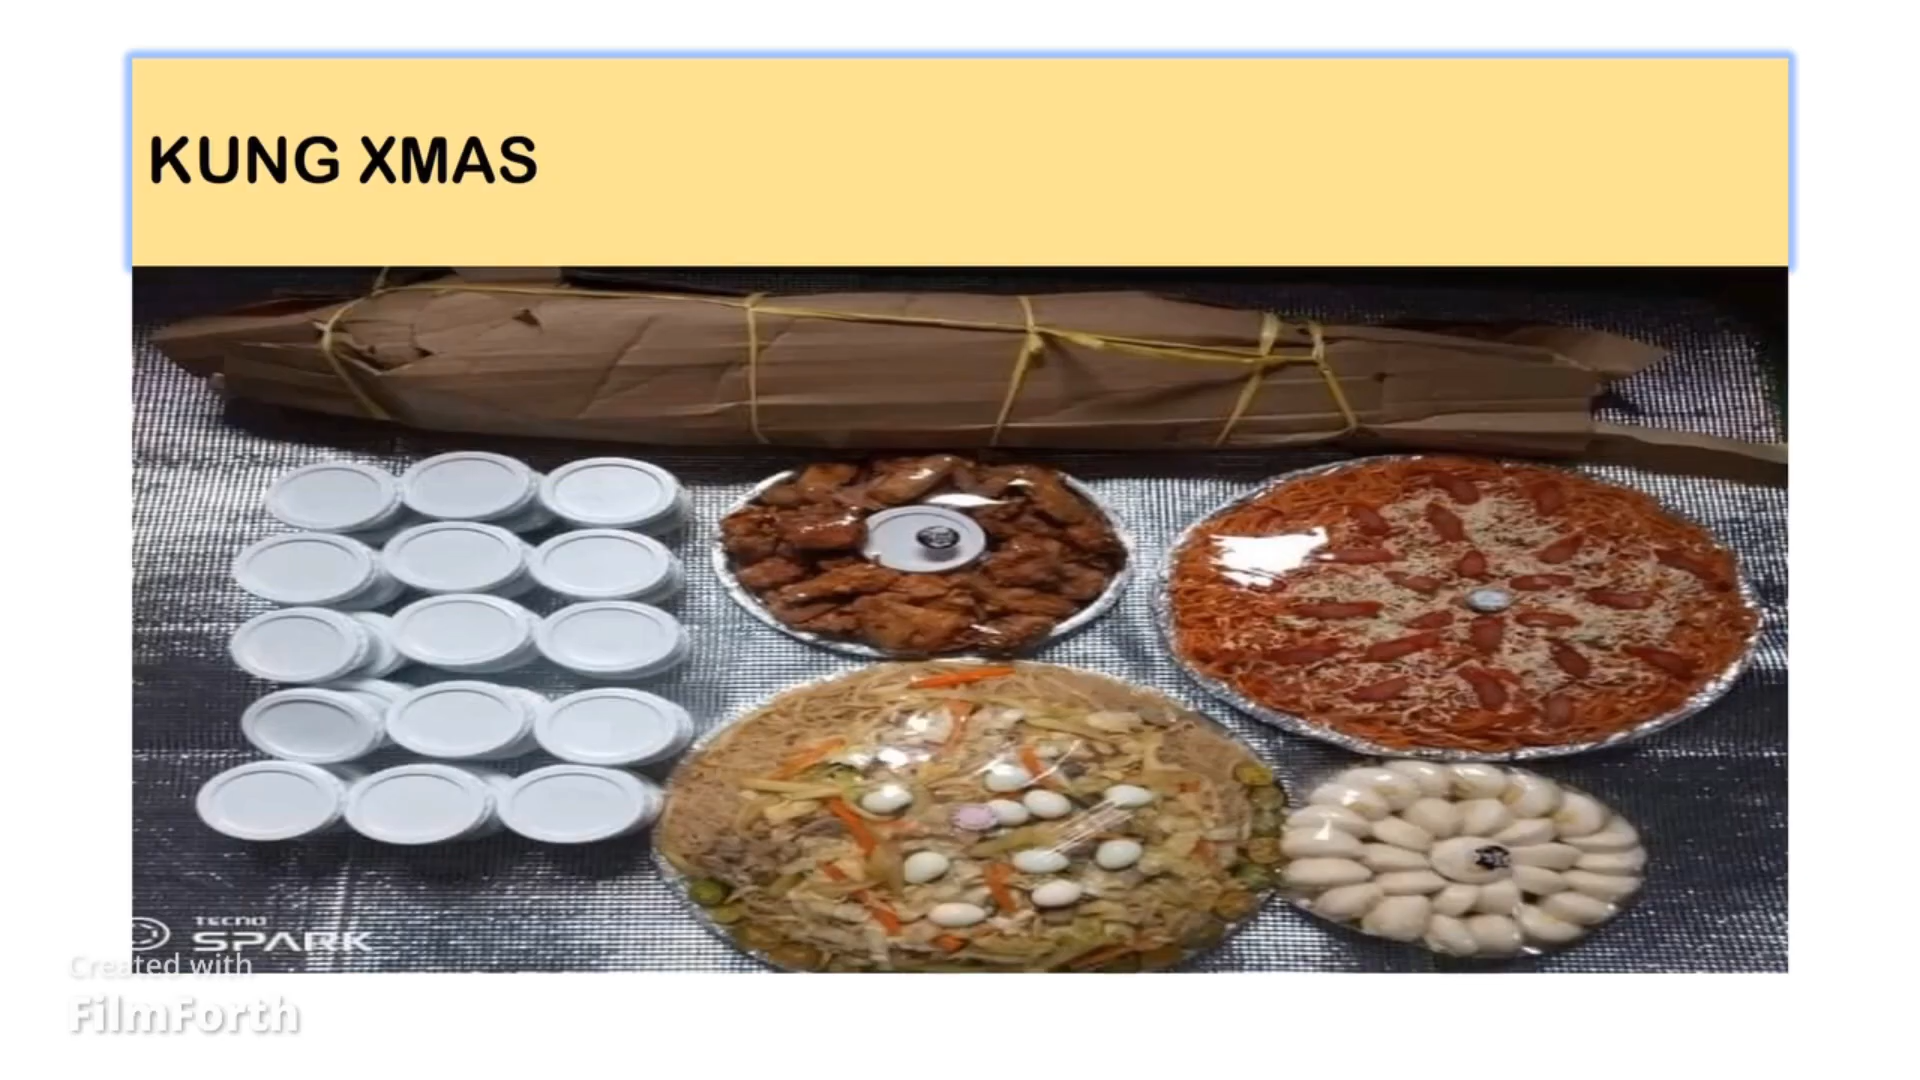 KUNG XMAS
TECNO
SPARK
Created with
FilmForth